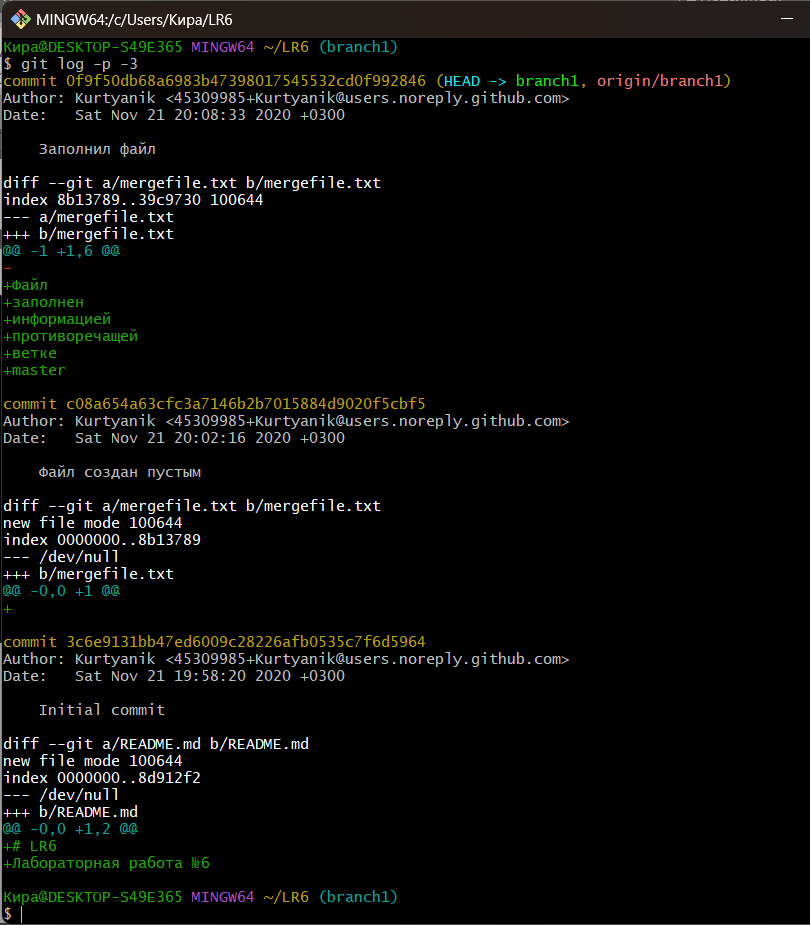 MINGW64:/c/Users/Кира/LR6
Кира@DESKTOP-S49E365 MINGW64 ~/LR6 (branch1)
$ git log -p -3
commit 0f9f50db68a6983b47398017545532cd0f992846 (HEAD -> branch1, origin/branch1)
Author: Kurtyanik <45309985+Kurtyanik@users.noreply.github.com>
Date:   Sat Nov 21 20:08:33 2020 +0300
    Заполнил файл
diff --git a/mergefile.txt b/mergefile.txt
index 8b13789..39c9730 100644
--- a/mergefile.txt
+++ b/mergefile.txt
@@ -1 +1,6 @@
-
+Файл
+заполнен
+информацией
+противоречащей
+ветке
+master
commit c08a654a63cfc3a7146b2b7015884d9020f5cbf5
Author: Kurtyanik <45309985+Kurtyanik@users.noreply.github.com>
Date:   Sat Nov 21 20:02:16 2020 +0300
    Файл создан пустым
diff --git a/mergefile.txt b/mergefile.txt
new file mode 100644
index 0000000..8b13789
--- /dev/null
+++ b/mergefile.txt
@@ -0,0 +1 @@
+
commit 3c6e9131bb47ed6009c28226afb0535c7f6d5964
Author: Kurtyanik <45309985+Kurtyanik@users.noreply.github.com>
Date:   Sat Nov 21 19:58:20 2020 +0300
    Initial commit
diff --git a/README.md b/README.md
new file mode 100644
index 0000000..8d912f2
--- /dev/null
+++ b/README.md
@@ -0,0 +1,2 @@
+# LR6
+Лабораторная работа №6
Кира@DESKTOP-S49E365 MINGW64 ~/LR6 (branch1)
$